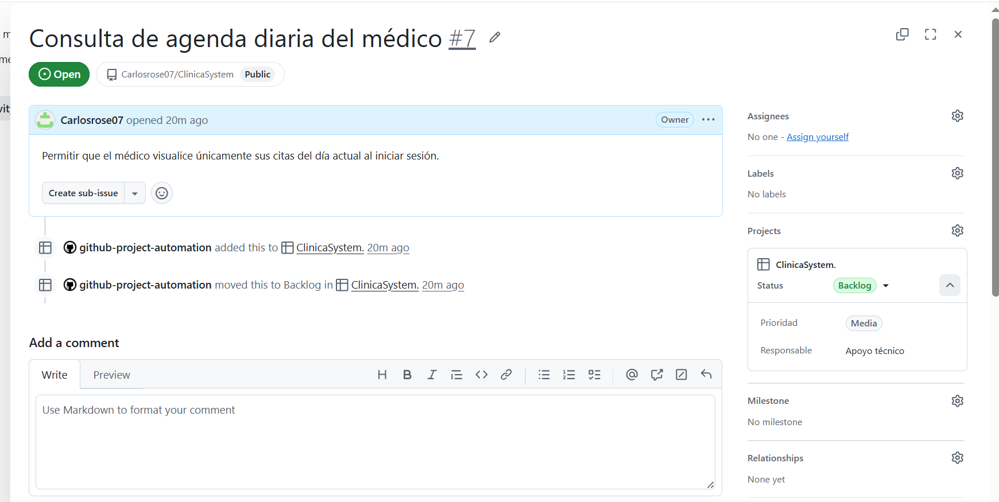 Consulta de agenda diaria del médico #7
Open
Carlosrose07/ClinicaSystem Public
Carlosrose07 opened 20m ago
Owner
Permitir que el médico visualice únicamente sus citas del día actual al iniciar sesión.
Create sub-issue
github-project-automation added this to ClinicaSystem. 20m ago
github-project-automation moved this to Backlog in ClinicaSystem. 20m ago
Add a comment
Write
Preview
Use Markdown to format your comment
Assignees
No one - Assign yourself
Labels
No labels
Projects
ClinicaSystem.
Status
Backlog
Prioridad
Media
Responsable
Apoyo técnico
Milestone
No milestone
Relationships
None yet